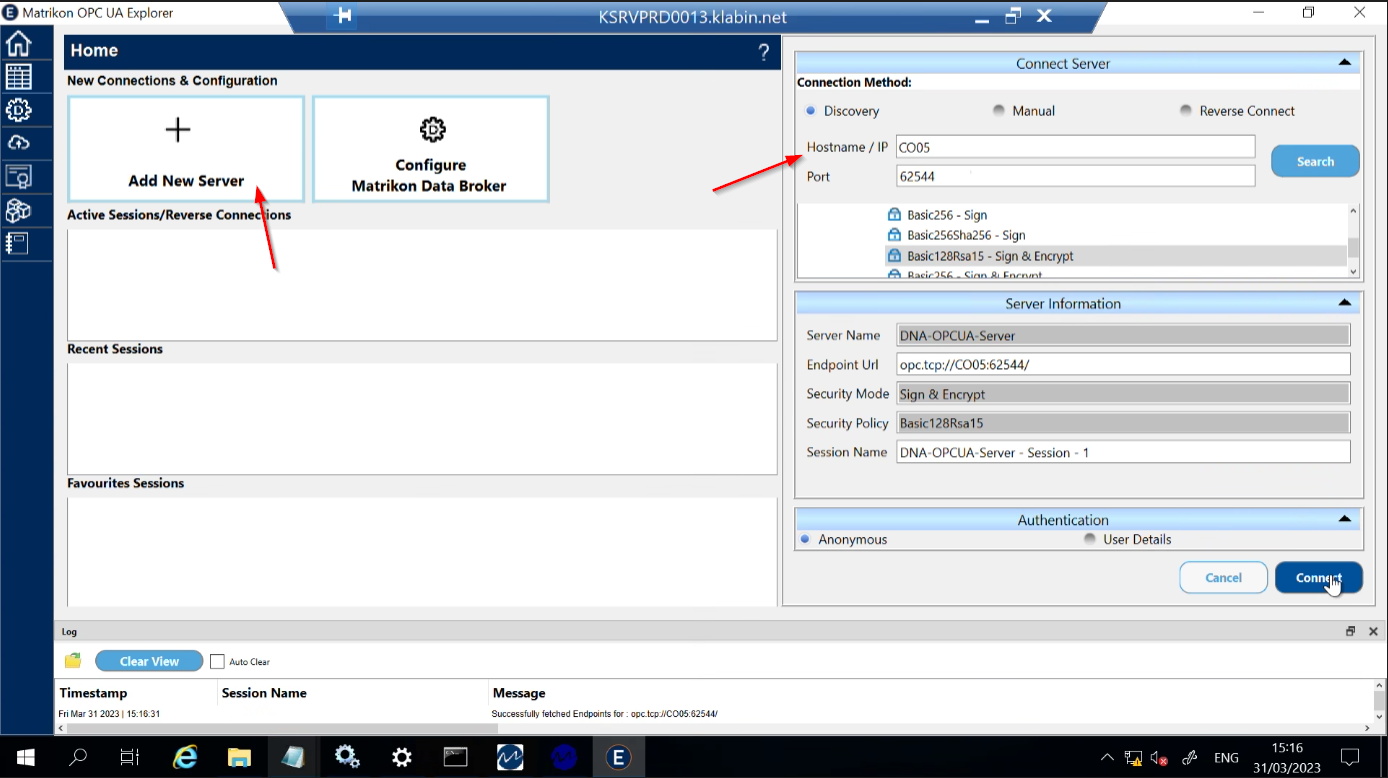 Matrikon OPC UA Explorer
KSRVPRD0013.klabin.net
Home
?
New Connections & Configuration
Add New Server
Configure
Matrikon Data Broker
Active Sessions/Reverse Connections
Recent Sessions
Favourites Sessions
Connect Server
Connection Method:
Discovery Manual Reverse Connect
Hostname / IP CO05
Search
Port 62544
Basic256 - Sign
Basic256Sha256 - Sign
Basic128Rsa15 - Sign & Encrypt
Basic256 - Sign & Encrypt
Server Information
Server Name DNA-OPCUA-Server
Endpoint Url opc.tcp://CO05:62544/
Security Mode Sign & Encrypt
Security Policy Basic128Rsa15
Session Name DNA-OPCUA-Server - Session - 1
Authentication
Anonymous User Details
Cancel Connect
Log
Clear View Auto Clear
Timestamp Session Name Message
Fri Mar 31 2023 | 15:16:31 Successfully fetched Endpoints for : opc.tcp://CO05:62544/
ENG
15:16
31/03/2023